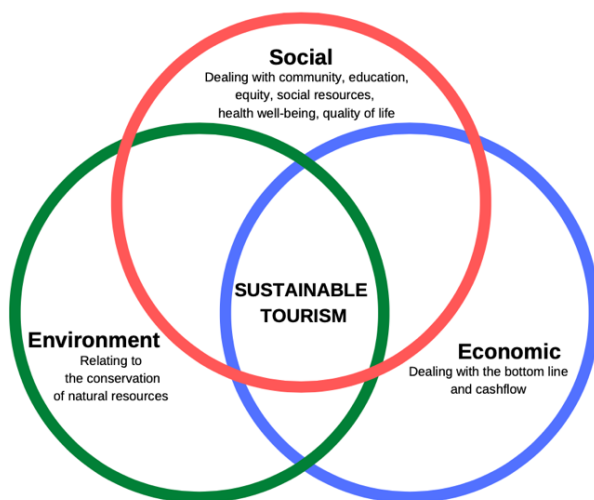 Social
Dealing with community, education,
equity, social resources,
health well-being, quality of life
SUSTAINABLE
TOURISM
Environment
Relating to
the conservation
of natural resources
Economic
Dealing with the bottom line
and cashflow